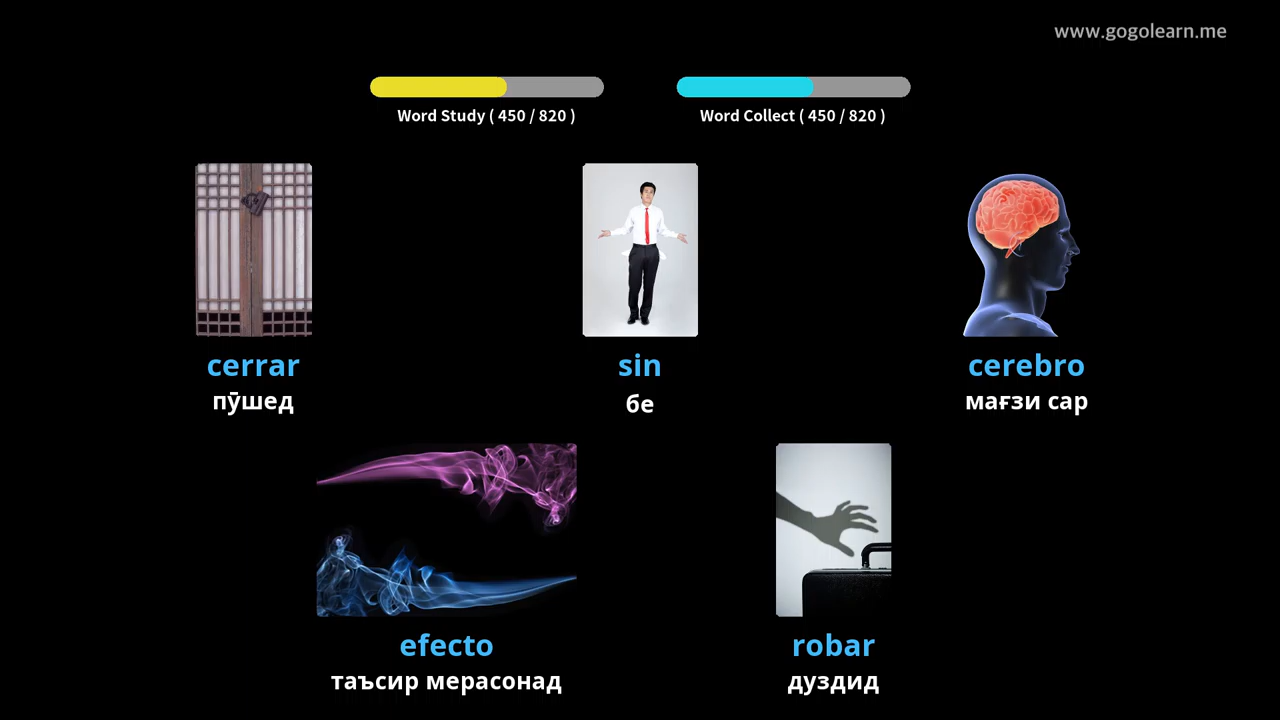 www.gogolearn.me
Word Study ( 450 / 820 )
Word Collect ( 450 / 820 )
cerrar
пӯшед
sin
бе
cerebro
мағзи сар
efecto
таъсир мерасонад
robar
дуздид